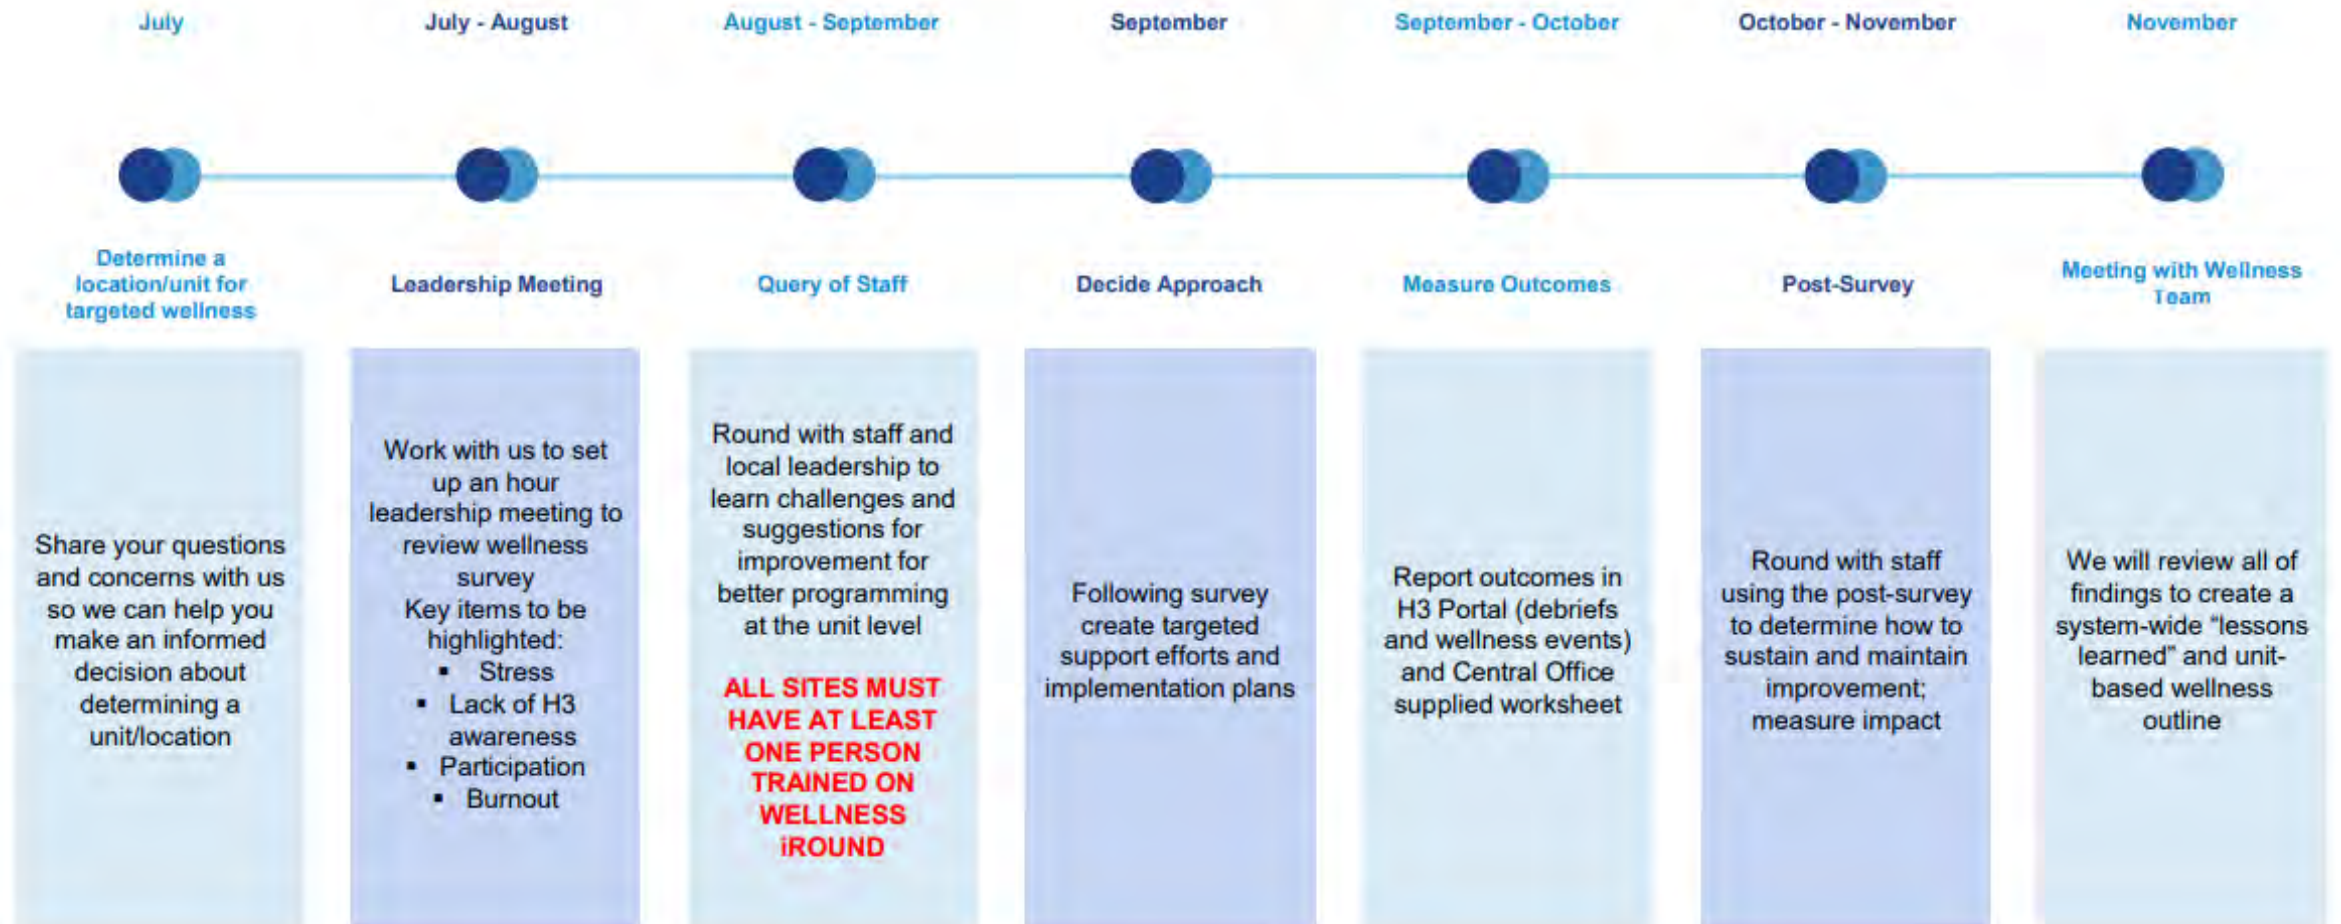 July
July - August
August - September
September
September - October
October - November
November
Determine a
location/unit for
targeted wellness
Leadership Meeting
Query of Staff
Decide Approach
Measure Outcomes
Post-Survey
Meeting with Wellness
Team
Share your questions
and concerns with us
so we can help you
make an informed
decision about
determining a
unit/location
Work with us to set
up an hour
leadership meeting to
review wellness
survey
Key items to be
highlighted:
▪ Stress
▪ Lack of H3
awareness
▪ Participation
▪ Burnout
Round with staff and
local leadership to
learn challenges and
suggestions for
improvement for
better programming
at the unit level
ALL SITES MUST
HAVE AT LEAST
ONE PERSON
TRAINED ON
WELLNESS
iROUND
Following survey
create targeted
support efforts and
implementation plans
Report outcomes in
H3 Portal (debriefs
and wellness events)
and Central Office
supplied worksheet
Round with staff
using the post-survey
to determine how to
sustain and maintain
improvement;
measure impact
We will review all of
findings to create a
system-wide “lessons
learned” and unit-
based wellness
outline